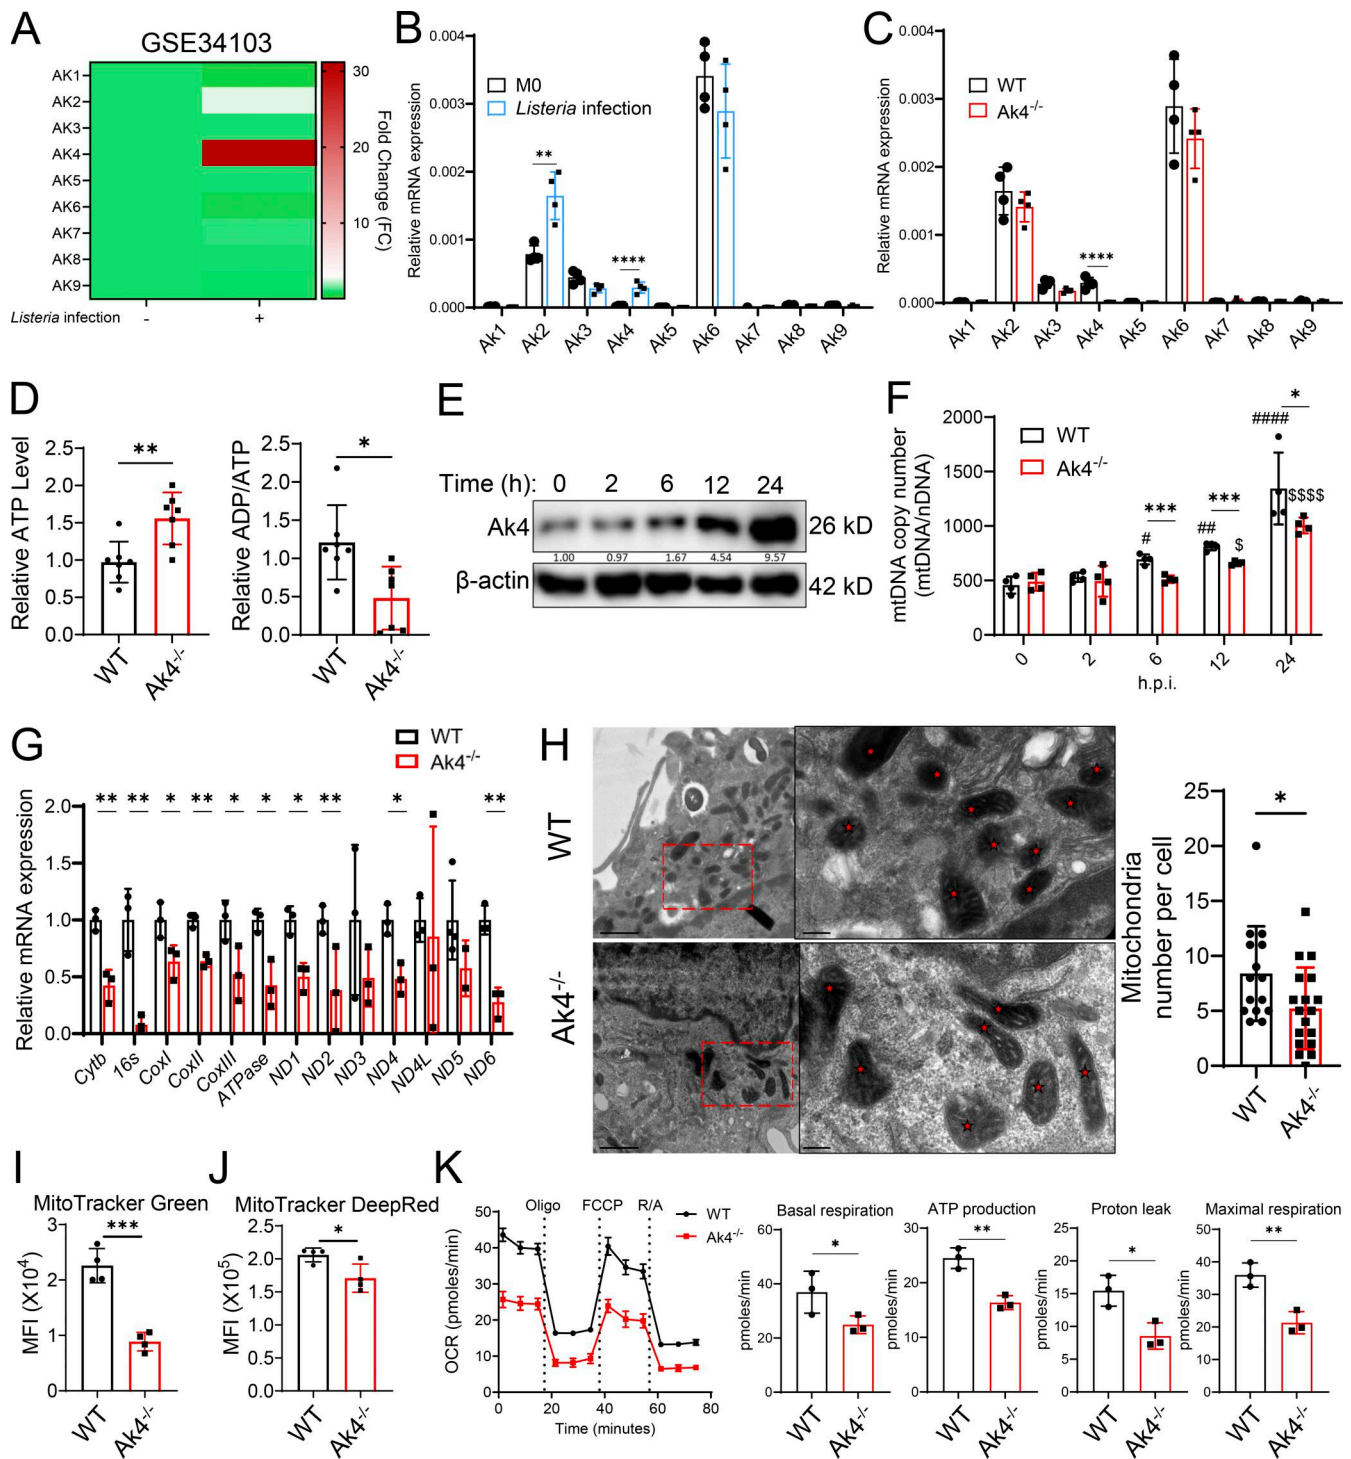 A
GSE34103
AK1
AK2
AK3
AK4
AK5
AK6
AK7
AK8
AK9
Listeria infection
-
+
30
20
10
Fold Change (FC)
B
Relative mRNA expression
0.004
0.003
0.002
0.001
0.000
M0
Listeria infection
**
****
Ak1
Ak2
Ak3
Ak4
Ak5
Ak6
Ak7
Ak8
Ak9
C
Relative mRNA expression
0.004
0.003
0.002
0.001
0.000
WT
Ak4-/-
****
Ak1
Ak2
Ak3
Ak4
Ak5
Ak6
Ak7
Ak8
Ak9
D
Relative ATP Level
2.5
2.0
1.5
1.0
0.5
0.0
**
WT
Ak4-/-
Relative ADP/ATP
2.5
2.0
1.5
1.0
0.5
0.0
*
WT
Ak4-/-
E
Time (h): 0 2 6 12 24
Ak4
26 kD
1.00 0.97 1.67 4.54 9.57
β-actin
42 kD
F
mtDNA copy number
(mtDNA/nDNA)
2000
1500
1000
500
0
WT
Ak4-/-
#
***
##
***
$
####
*
$$$$
0
2
6
12
24
h.p.i.
G
WT
Ak4-/-
Relative mRNA expression
2.0
1.5
1.0
0.5
0.0
** ** * ** * * * ** * **
Cytb
16s
CoxI
CoxII
CoxIII
ATPase
ND1
ND2
ND3
ND4
ND4L
ND5
ND6
H
WT
Ak4-/-
Mitochondria
number per cell
25
20
15
10
5
0
*
WT
Ak4-/-
I
MitoTracker Green
MFI (X10⁴)
3
2
1
0
***
WT
Ak4-/-
J
MitoTracker DeepRed
MFI (X10⁵)
2.5
2.0
1.5
1.0
0.5
0.0
*
WT
Ak4-/-
K
Oligo FCCP R/A
WT
Ak4-/-
OCR (pmoles/min)
50
40
30
20
10
0
0 20 40 60 80
Time (minutes)
Basal respiration
pmoles/min
60
40
20
0
*
WT
Ak4-/-
ATP production
pmoles/min
30
20
10
0
**
WT
Ak4-/-
Proton leak
pmoles/min
25
20
15
10
5
0
*
WT
Ak4-/-
Maximal respiration
pmoles/min
50
40
30
20
10
0
**
WT
Ak4-/-